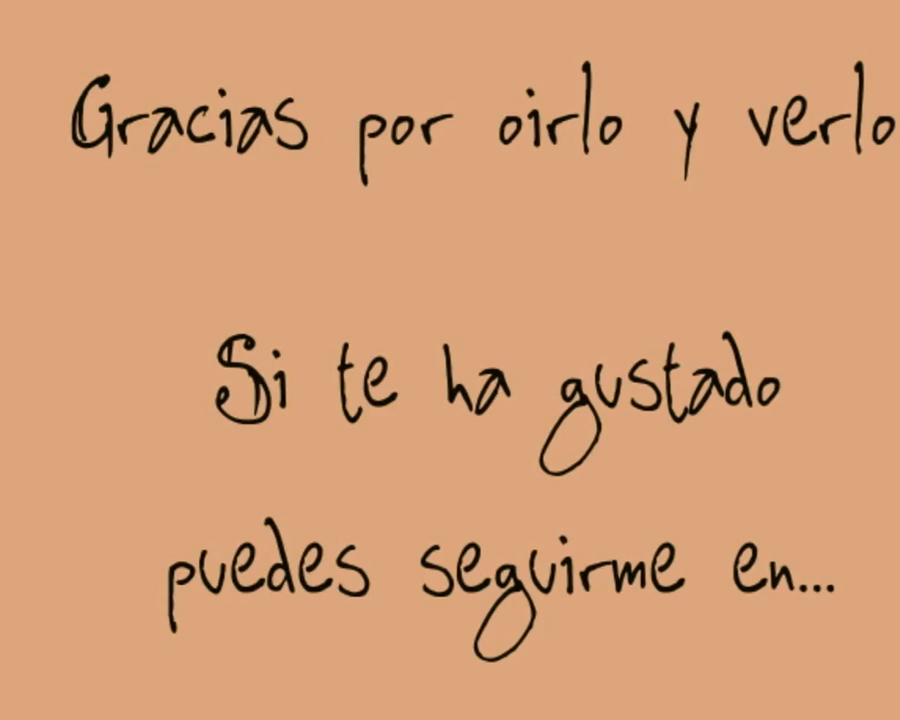 Gracias por oirlo y verlo
Si te ha gustado
puedes seguirme en...